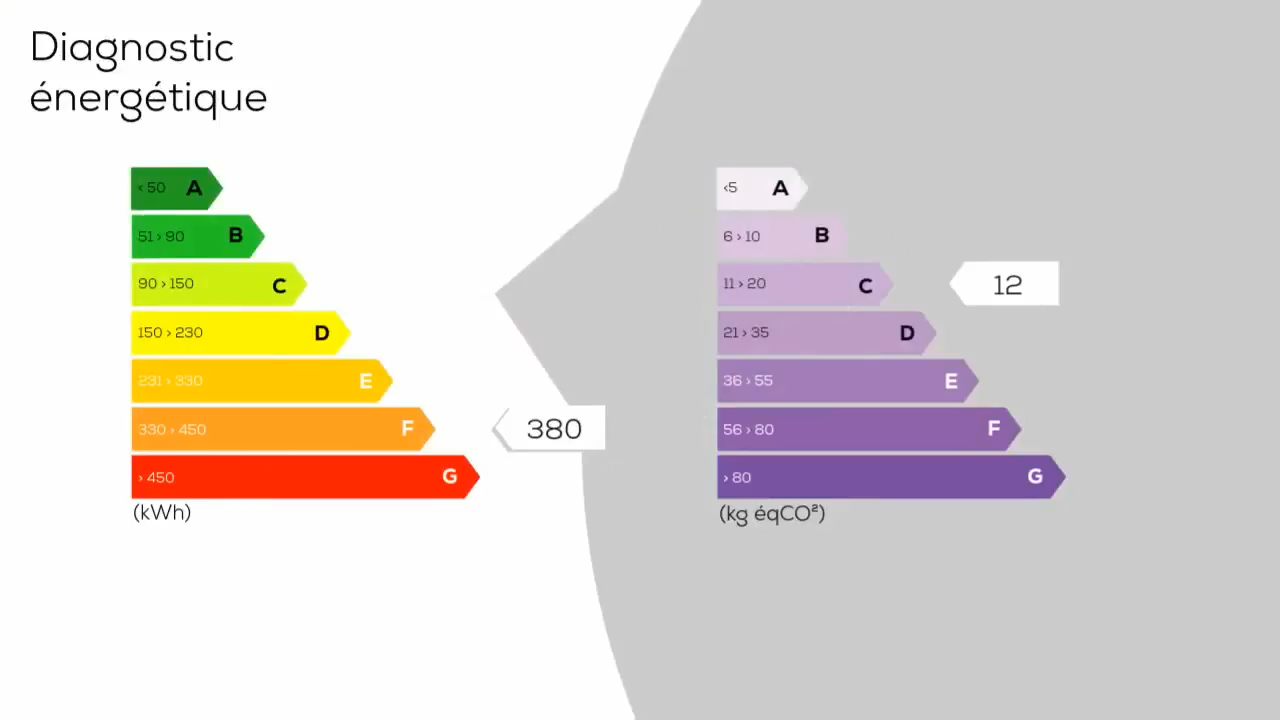 Diagnostic
énergétique
< 50 A
51 > 90 B
90 > 150 C
150 > 230 D
231 > 330 E
330 > 450 F
> 450 G
(kWh)
380
<5 A
6 > 10 B
11 > 20 C
21 > 35 D
36 > 55 E
56 > 80 F
> 80 G
(kg éqCO²)
12